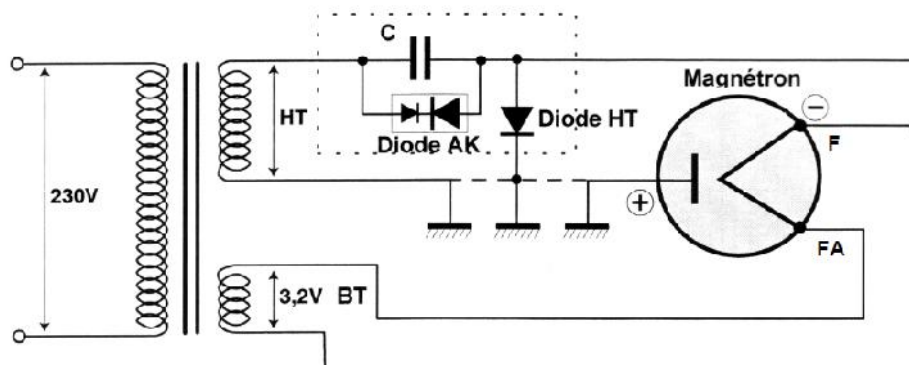 C
Magnétron
−
HT
Diode HT
F
Diode AK
230V
+
FA
3,2V BT